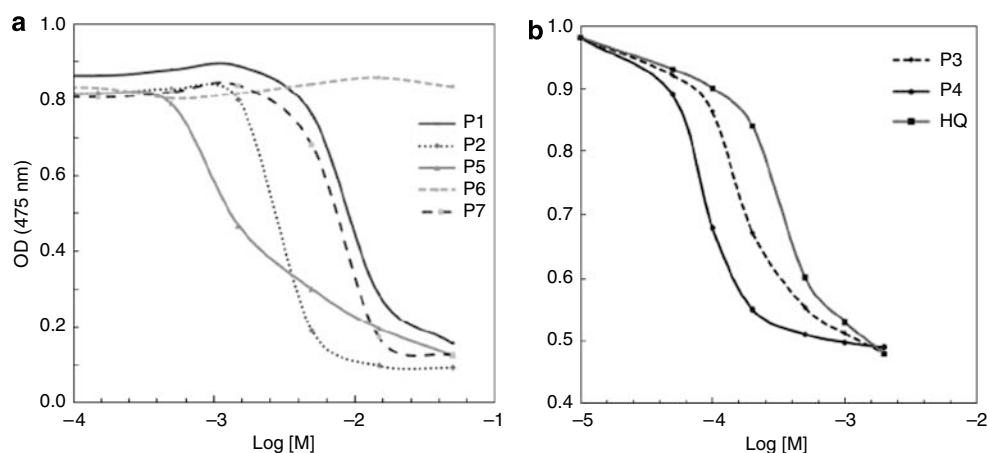 a
1.0
0.8
0.6
0.4
0.2
0.0
OD (475 nm)
–4
–3
–2
–1
Log [M]
P1
P2
P5
P6
P7
b
1.0
0.9
0.8
0.7
0.6
0.5
0.4
–5
–4
–3
–2
Log [M]
P3
P4
HQ